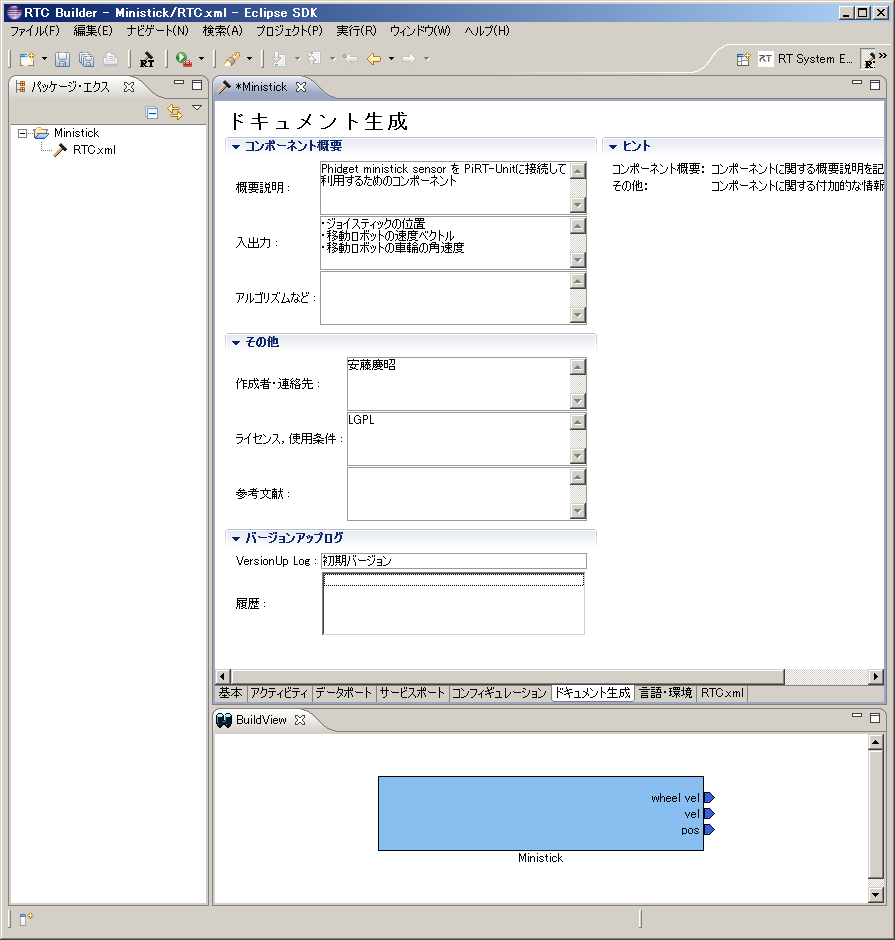 RTC Builder - Ministick/RTC.xml - Eclipse SDK
ファイル(F) 編集(E) ナビゲート(N) 検索(A) プロジェクト(P) 実行(R) ウィンドウ(W) ヘルプ(H)
RT RT RT System E... R »
パッケージ・エクス
*Ministick
Ministick
RTC.xml
ドキュメント生成
コンポーネント概要
概要説明：
Phidget ministick sensor を PiRT-Unitに接続して
利用するためのコンポーネント
入出力：
・ジョイスティックの位置
・移動ロボットの速度ベクトル
・移動ロボットの車輪の角速度
アルゴリズムなど：
その他
作成者・連絡先：
安藤慶昭
ライセンス，使用条件：
LGPL
参考文献：
バージョンアップログ
VersionUp Log： 初期バージョン
履歴：
ヒント
コンポーネント概要： コンポーネントに関する概要説明を記
その他： コンポーネントに関する付加的な情報
基本 アクティビティ データポート サービスポート コンフィギュレーション ドキュメント生成 言語・環境 RTC.xml
BuildView
wheel vel
vel
pos
Ministick